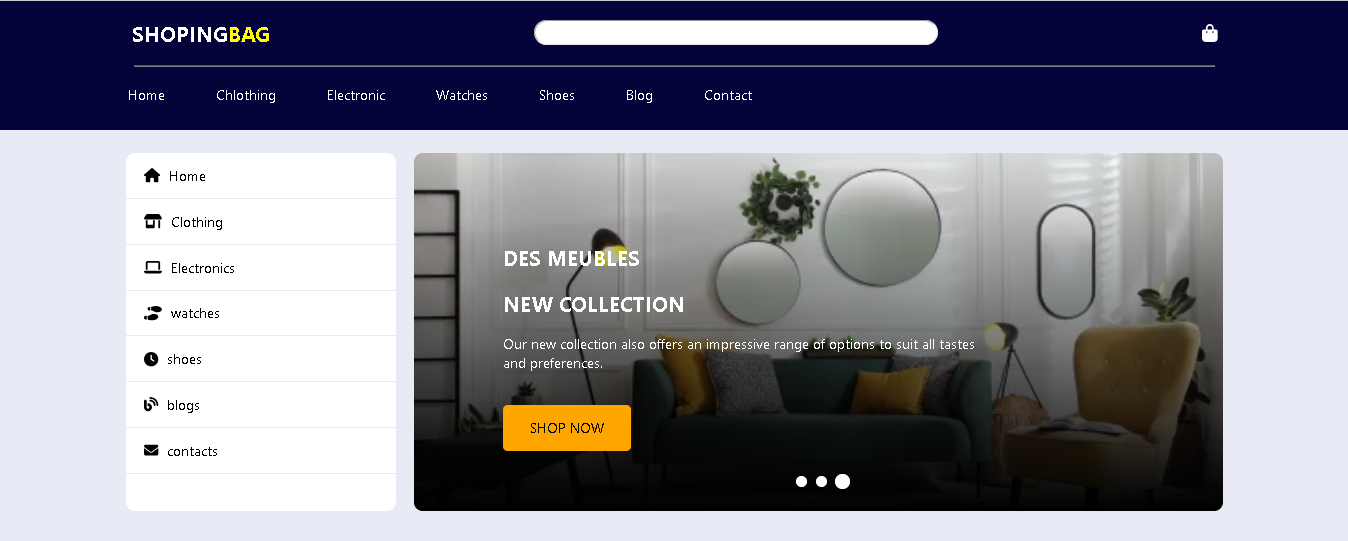 SHOPINGBAG
Home Chlothing Electronic Watches Shoes Blog Contact
Home
Clothing
Electronics
watches
shoes
blogs
contacts
DES MEUBLES
NEW COLLECTION
Our new collection also offers an impressive range of options to suit all tastes
and preferences.
SHOP NOW